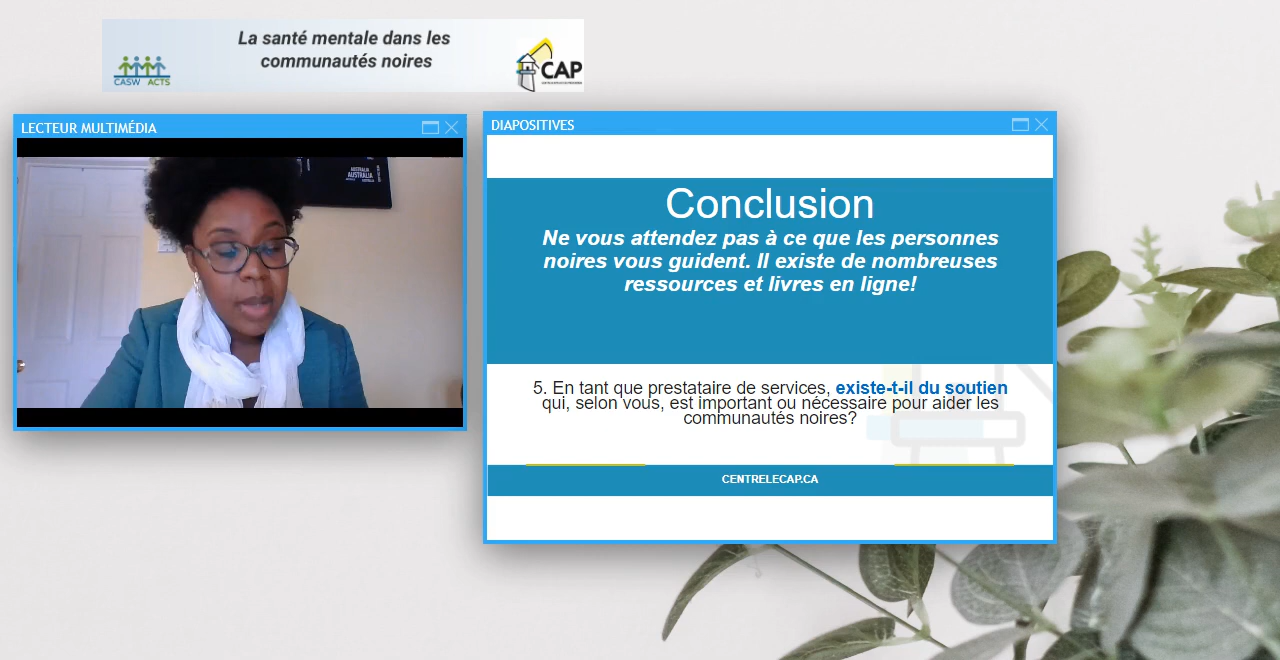 La santé mentale dans les
communautés noires
CASW ACTS
CAP
LECTEUR MULTIMÉDIA
AUSTRALIA
AUSTRALIA
DIAPOSITIVES
Conclusion
Ne vous attendez pas à ce que les personnes
noires vous guident. Il existe de nombreuses
ressources et livres en ligne!
5. En tant que prestataire de services, existe-t-il du soutien
qui, selon vous, est important ou nécessaire pour aider les
communautés noires?
CENTRELECAP.CA